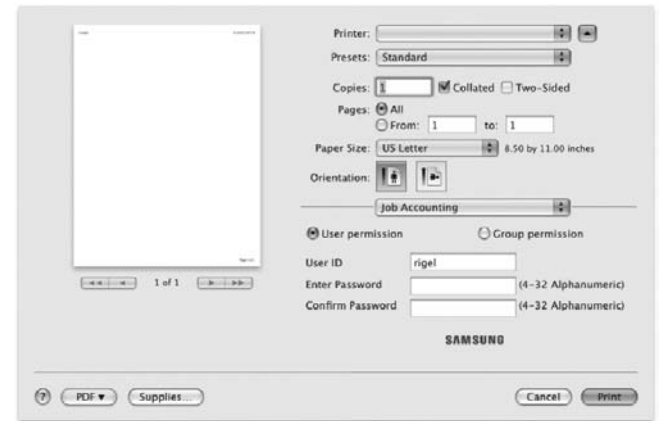 Printer:
Presets: Standard
Copies: 1 Collated Two-Sided
Pages: All
From: 1 to: 1
Paper Size: US Letter 8.50 by 11.00 inches
Orientation:
Job Accounting
User permission Group permission
User ID rigel
Enter Password (4-32 Alphanumeric)
Confirm Password (4-32 Alphanumeric)
1 of 1
SAMSUNG
? PDF▼ Supplies... Cancel Print